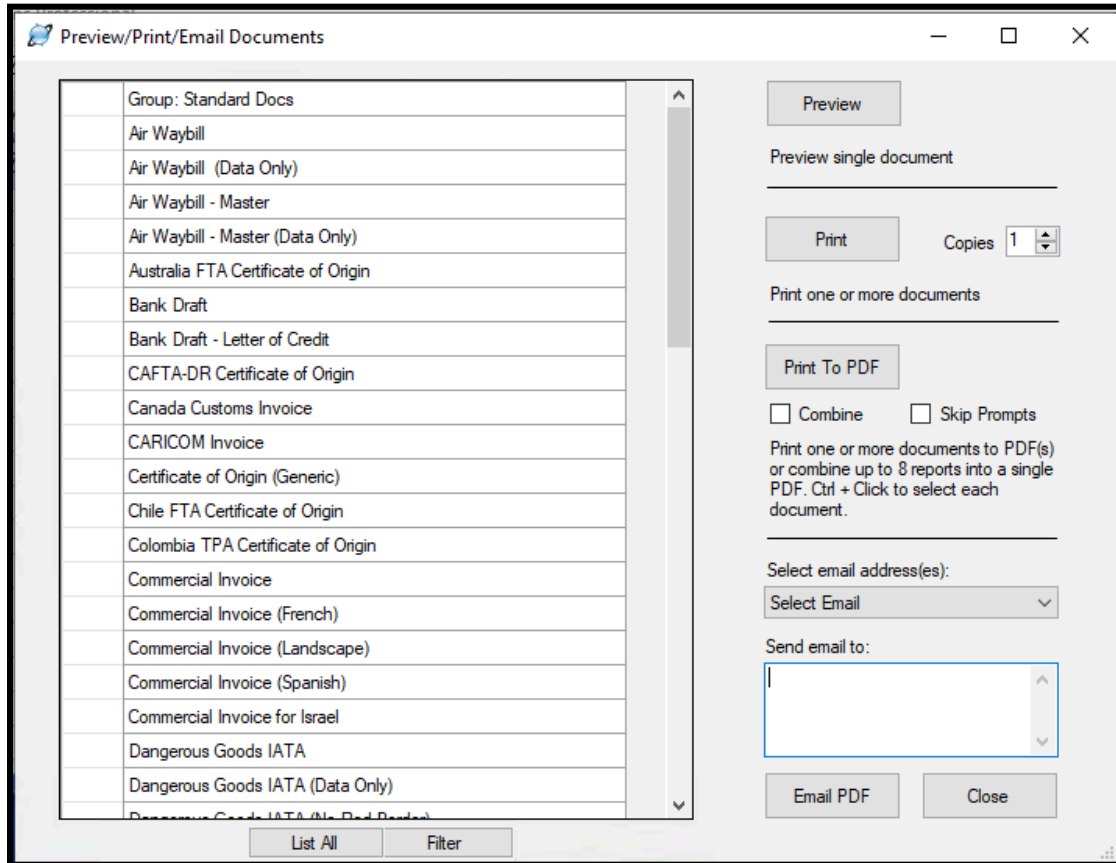 Preview/Print/Email Documents
Group: Standard Docs
Air Waybill
Air Waybill (Data Only)
Air Waybill - Master
Air Waybill - Master (Data Only)
Australia FTA Certificate of Origin
Bank Draft
Bank Draft - Letter of Credit
CAFTA-DR Certificate of Origin
Canada Customs Invoice
CARICOM Invoice
Certificate of Origin (Generic)
Chile FTA Certificate of Origin
Colombia TPA Certificate of Origin
Commercial Invoice
Commercial Invoice (French)
Commercial Invoice (Landscape)
Commercial Invoice (Spanish)
Commercial Invoice for Israel
Dangerous Goods IATA
Dangerous Goods IATA (Data Only)
Dangerous Goods IATA (No Red Border)
List All
Filter
Preview
Preview single document
Print
Copies 1
Print one or more documents
Print To PDF
Combine
Skip Prompts
Print one or more documents to PDF(s)
or combine up to 8 reports into a single
PDF. Ctrl + Click to select each
document.
Select email address(es):
Select Email
Send email to:
Email PDF
Close